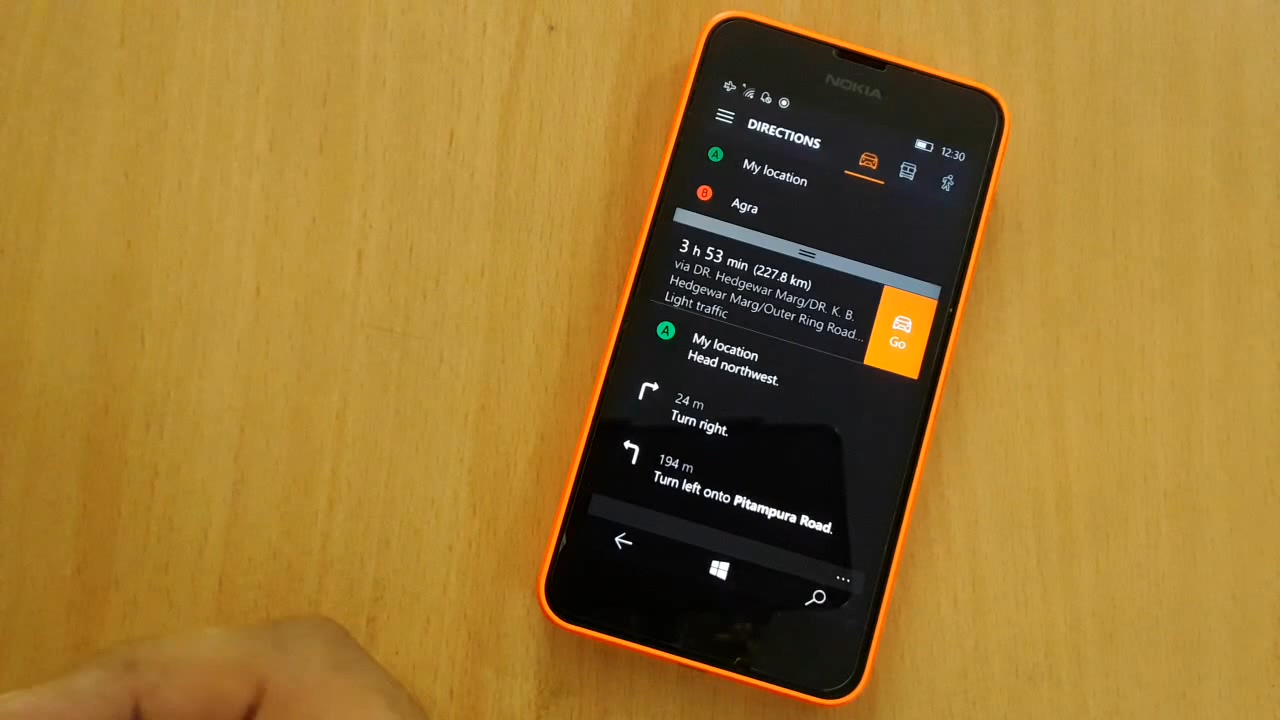 NOKIA
12:30
DIRECTIONS
A My location
B Agra
3 h 53 min (227.8 km)
via DR. Hedgewar Marg/DR. K. B.
Hedgewar Marg/Outer Ring Road...
Light traffic
Go
A My location
Head northwest.
24 m
Turn right.
194 m
Turn left onto Pitampura Road.
...